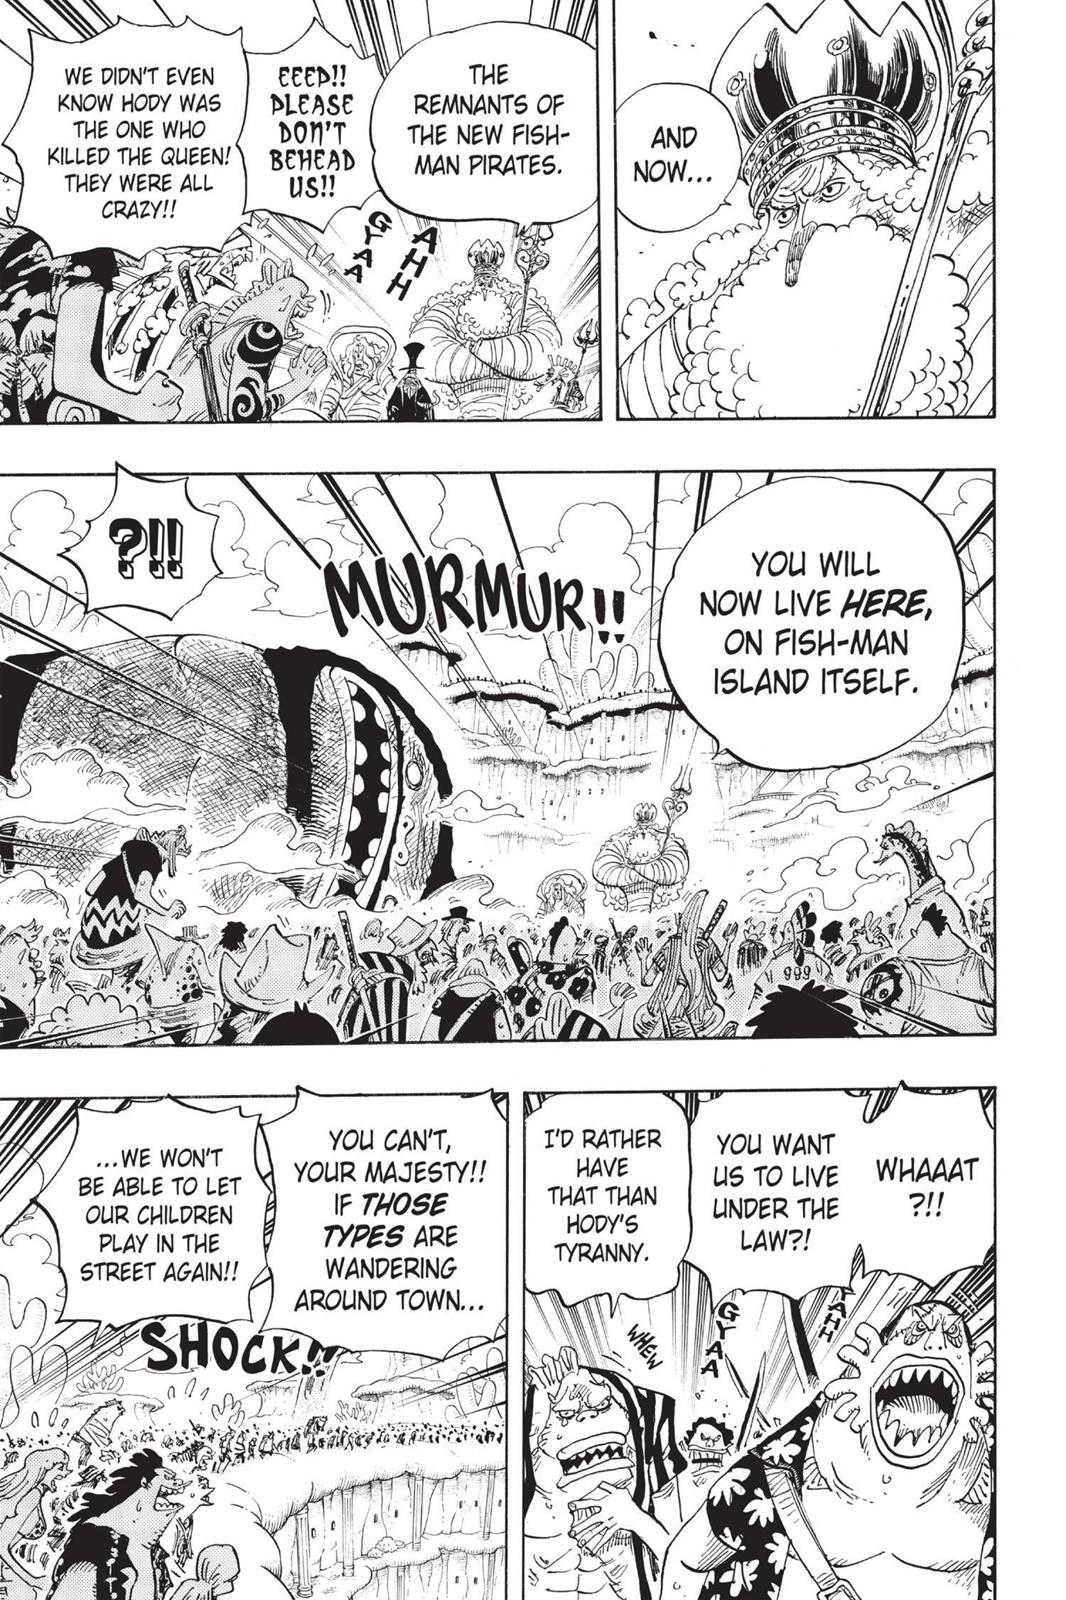 AND
NOW...
THE
REMNANTS OF
THE NEW FISH-
MAN PIRATES.
EEEP!!
PLEASE
DON'T
BEHEAD
US!!
WE DIDN'T EVEN
KNOW HODY WAS
THE ONE WHO
KILLED THE QUEEN!
THEY WERE ALL
CRAZY!!
AHH
GYAA
YOU WILL
NOW LIVE HERE,
ON FISH-MAN
ISLAND ITSELF.
MURMUR!!
?!!
WHAAAT
?!!
YOU WANT
US TO LIVE
UNDER THE
LAW?!
I'D RATHER
HAVE
THAT THAN
HODY'S
TYRANNY.
AHH
GYAA
WHEW
YOU CAN'T,
YOUR MAJESTY!!
IF THOSE
TYPES ARE
WANDERING
AROUND TOWN...
...WE WON'T
BE ABLE TO LET
OUR CHILDREN
PLAY IN THE
STREET AGAIN!!
SHOCK!!
999